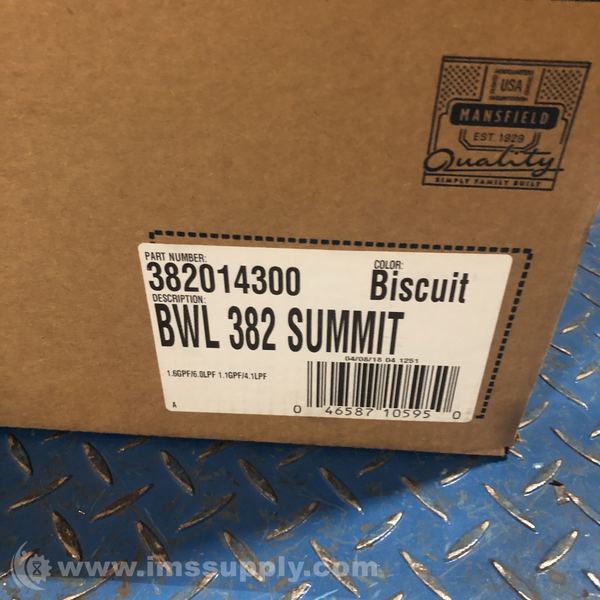 USA
MANSFIELD
EST. 1929
Quality
SIMPLY FAMILY BUILT
PART NUMBER:
382014300
COLOR:
Biscuit
DESCRIPTION:
BWL 382 SUMMIT
04/08/18 04 1251
1.6GPF/6.0LPF 1.1GPF/4.1LPF
A
0 46587 10595 0
www.imssupply.com